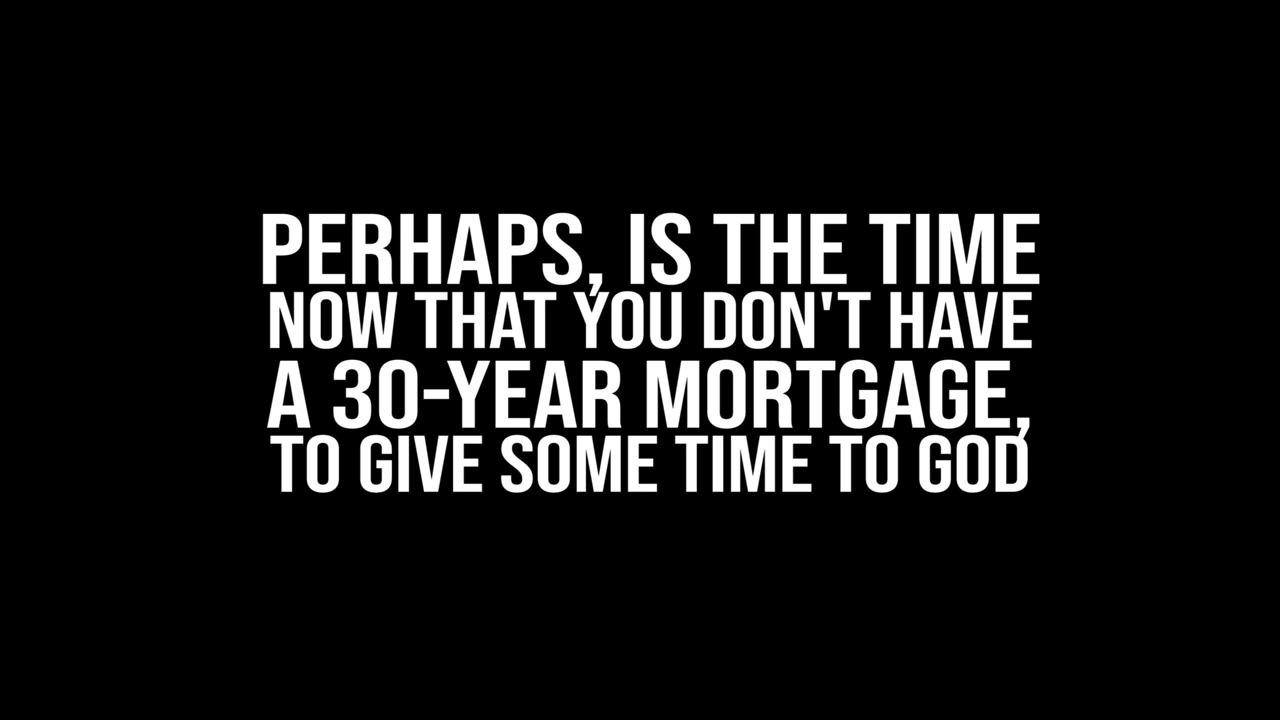 PERHAPS, IS THE TIME
NOW THAT YOU DON'T HAVE
A 30-YEAR MORTGAGE,
TO GIVE SOME TIME TO GOD